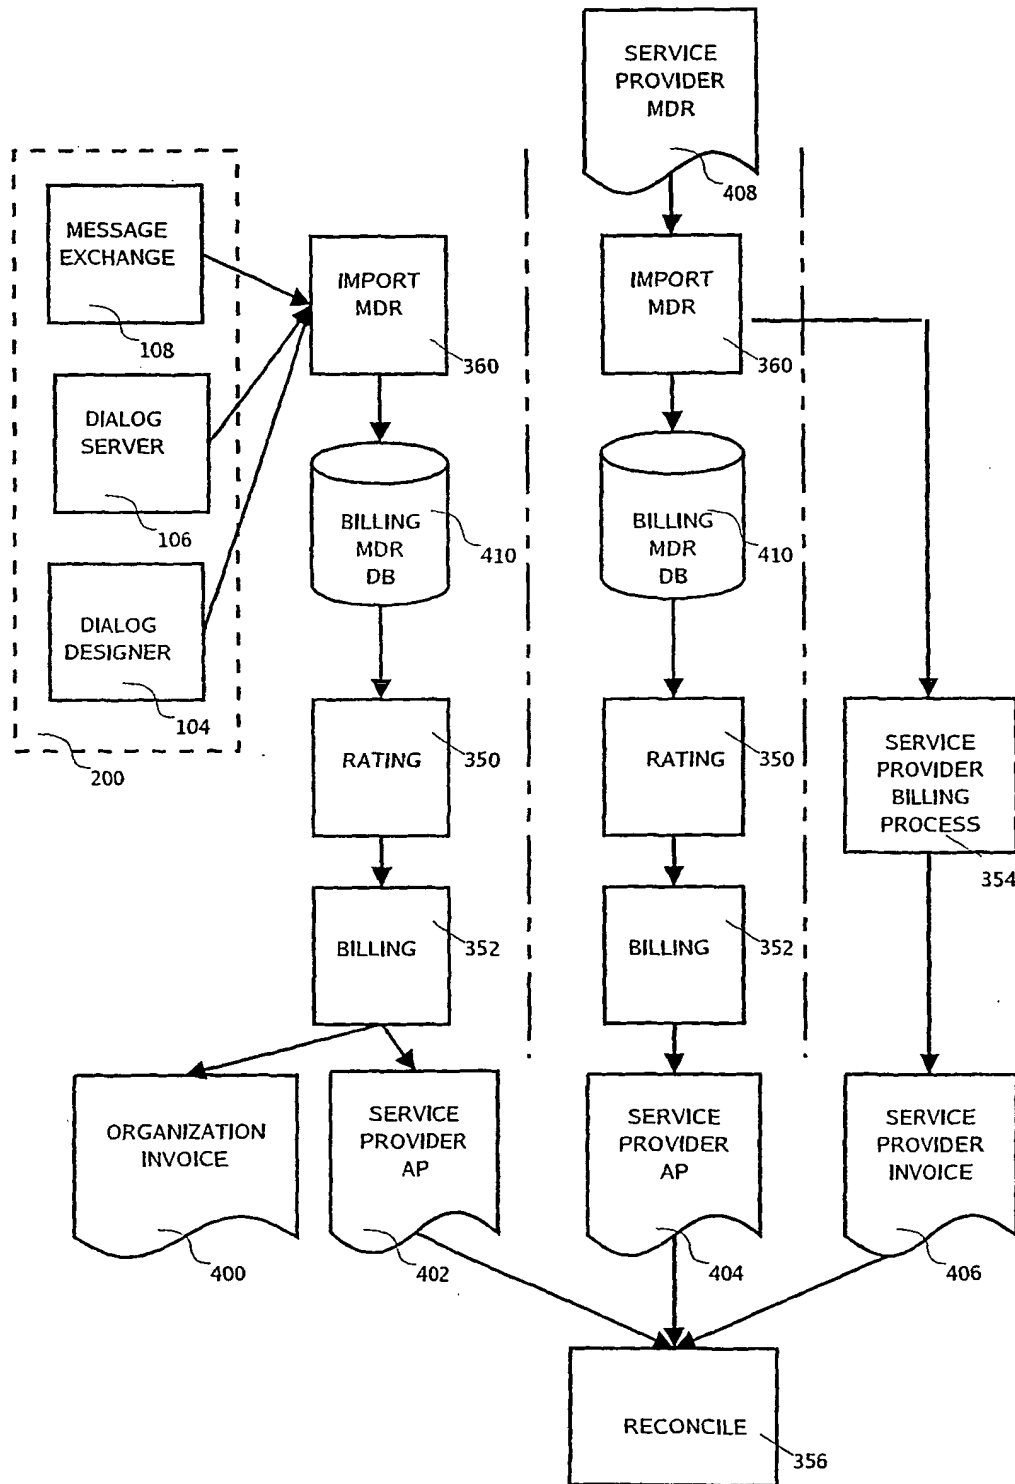 SERVICE
PROVIDER
MDR
408
MESSAGE
EXCHANGE
108
DIALOG
SERVER
106
DIALOG
DESIGNER
104
200
IMPORT
MDR
360
BILLING
MDR
DB
410
RATING
350
BILLING
352
ORGANIZATION
INVOICE
400
SERVICE
PROVIDER
AP
402
IMPORT
MDR
360
BILLING
MDR
DB
410
RATING
350
BILLING
352
SERVICE
PROVIDER
AP
404
SERVICE
PROVIDER
BILLING
PROCESS
354
SERVICE
PROVIDER
INVOICE
406
RECONCILE
356